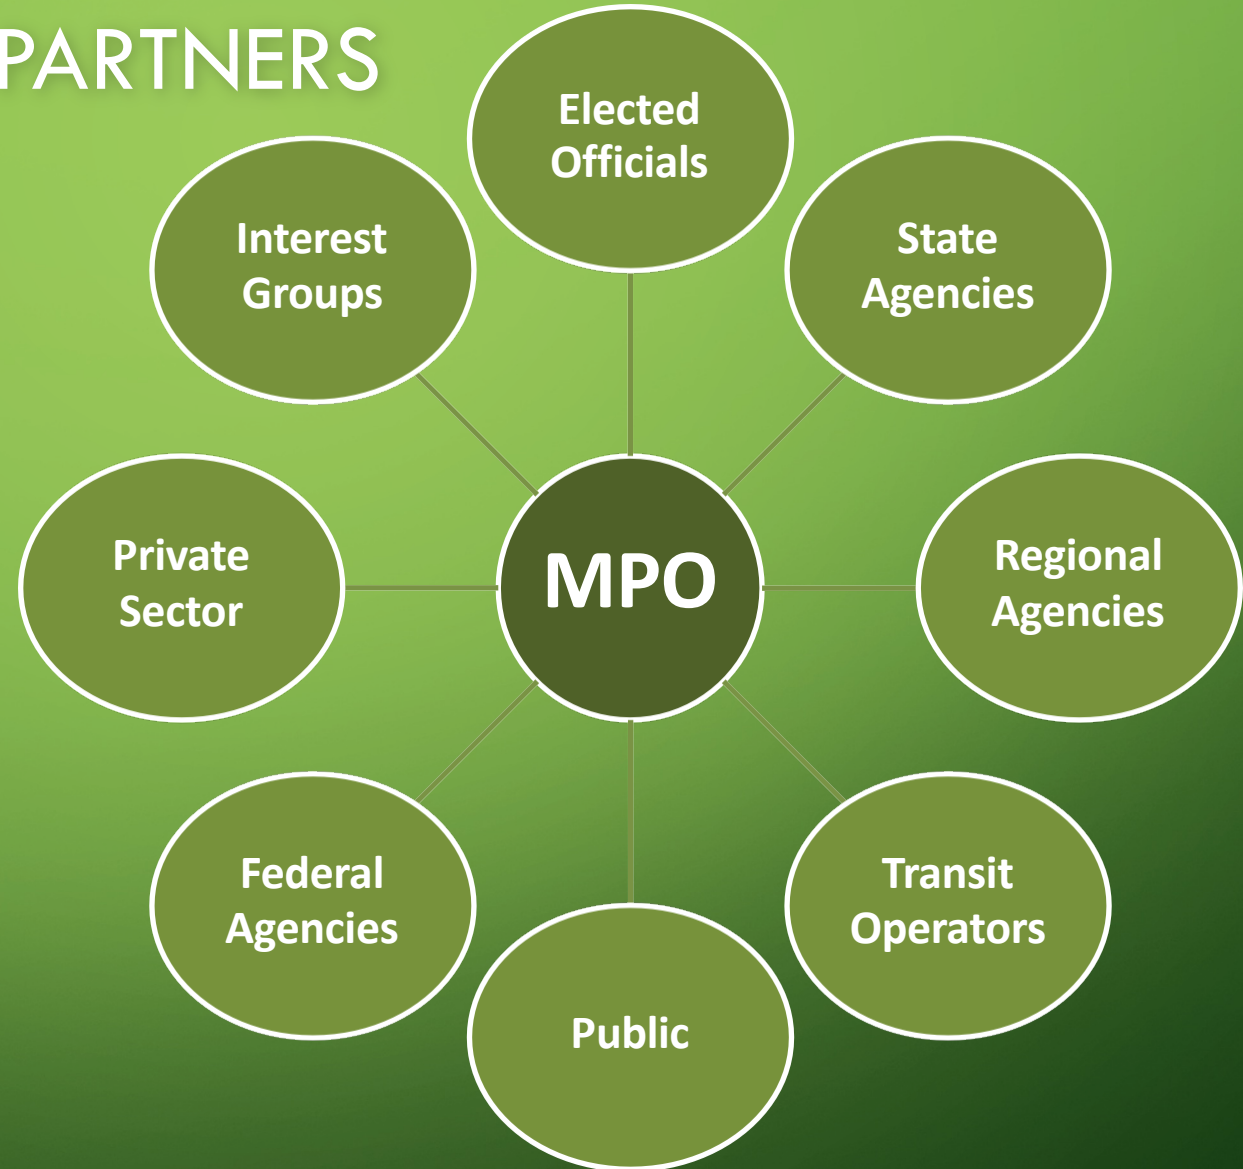 PARTNERS
Elected
Officials
State
Agencies
Regional
Agencies
Transit
Operators
Public
Federal
Agencies
Private
Sector
Interest
Groups
MPO